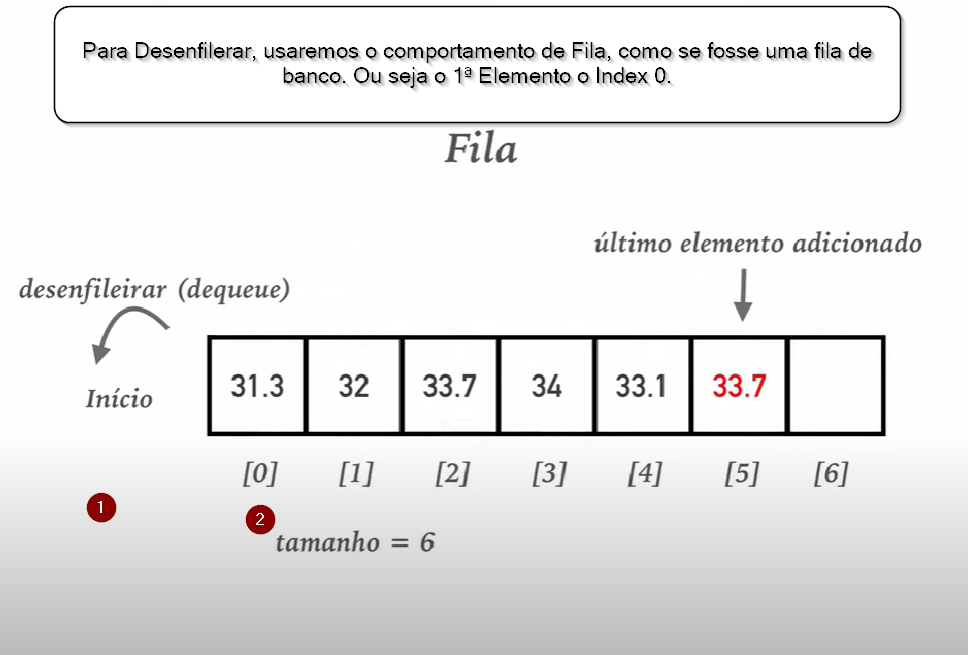 Para Desenfilerar, usaremos o comportamento de Fila, como se fosse uma fila de
banco. Ou seja o 1ª Elemento o Index 0.
Fila
último elemento adicionado
desenfileirar (dequeue)
Início
31.3 32 33.7 34 33.1 33.7
[0] [1] [2] [3] [4] [5] [6]
1 2
tamanho = 6